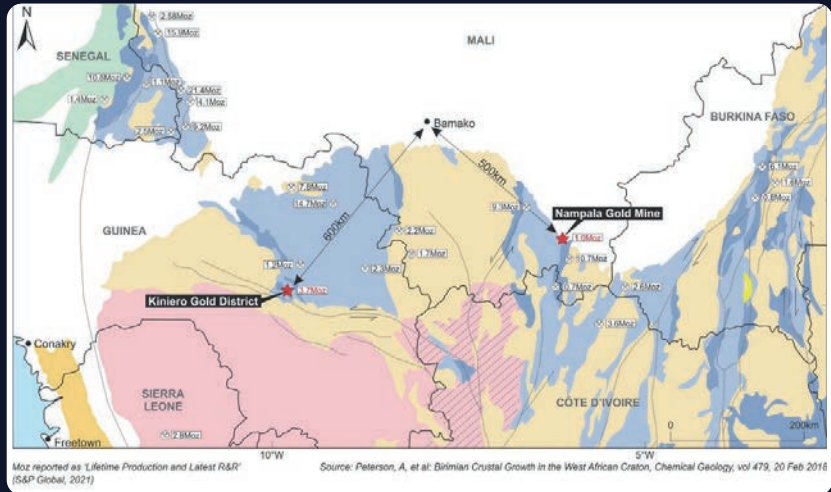 N
2.58Moz
15.9Moz
SENEGAL
MALI
10.8Moz
1.1Moz
21.4Moz
4.1Moz
1.4Moz
9.2Moz
2.5Moz
Bamako
BURKINA FASO
6.1Moz
1.6Moz
0.8Moz
500km
7.8Moz
14.7Moz
600km
9.3Moz
Nampala Gold Mine
GUINEA
2.2Moz
1.0Moz
1.7Moz
10.7Moz
1.2Moz
2.3Moz
3.7Moz
0.7Moz
2.6Moz
Kiniero Gold District
3.6Moz
Conakry
SIERRA
LEONE
CÔTE D'IVOIRE
2.8Moz
0
200km
Freetown
10°W
5°W
Moz reported as 'Lifetime Production and Latest R&R'
(S&P Global, 2021)
Source: Peterson, A, et al: Birimian Crustal Growth in the West African Craton, Chemical Geology, vol 479, 20 Feb 2018